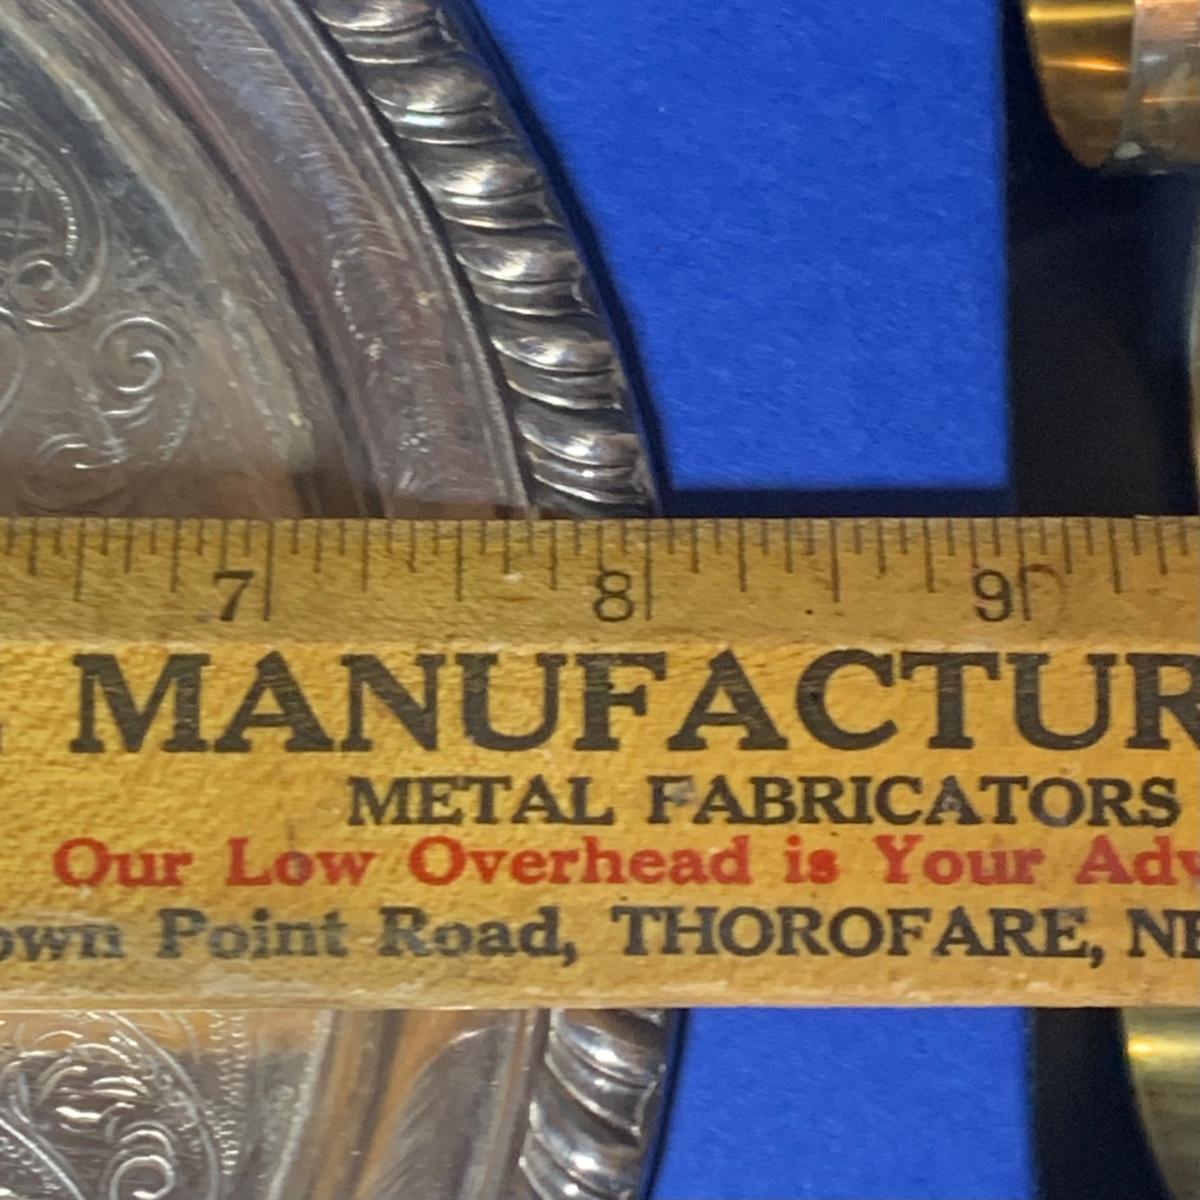 7 8 9
MANUFACTUR
METAL FABRICATORS
Our Low Overhead is Your Adv
own Point Road, THOROFARE, NE